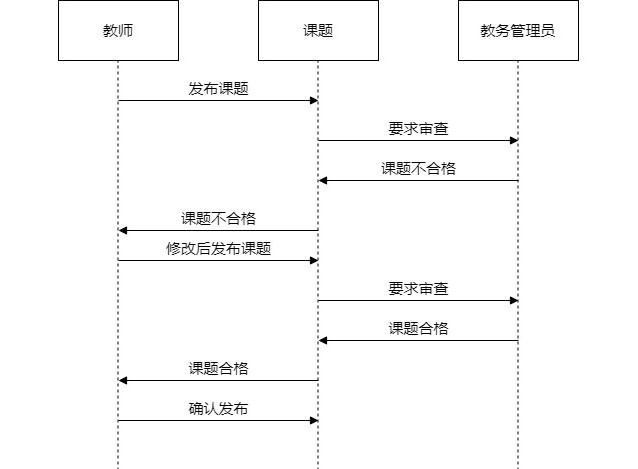 教师
课题
教务管理员
发布课题
要求审查
课题不合格
课题不合格
修改后发布课题
要求审查
课题合格
课题合格
确认发布